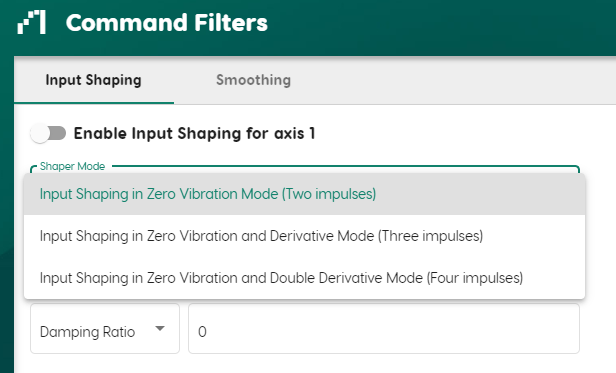 Command Filters
Input Shaping
Smoothing
Enable Input Shaping for axis 1
Shaper Mode
Input Shaping in Zero Vibration Mode (Two impulses)
Input Shaping in Zero Vibration and Derivative Mode (Three impulses)
Input Shaping in Zero Vibration and Double Derivative Mode (Four impulses)
Damping Ratio
0